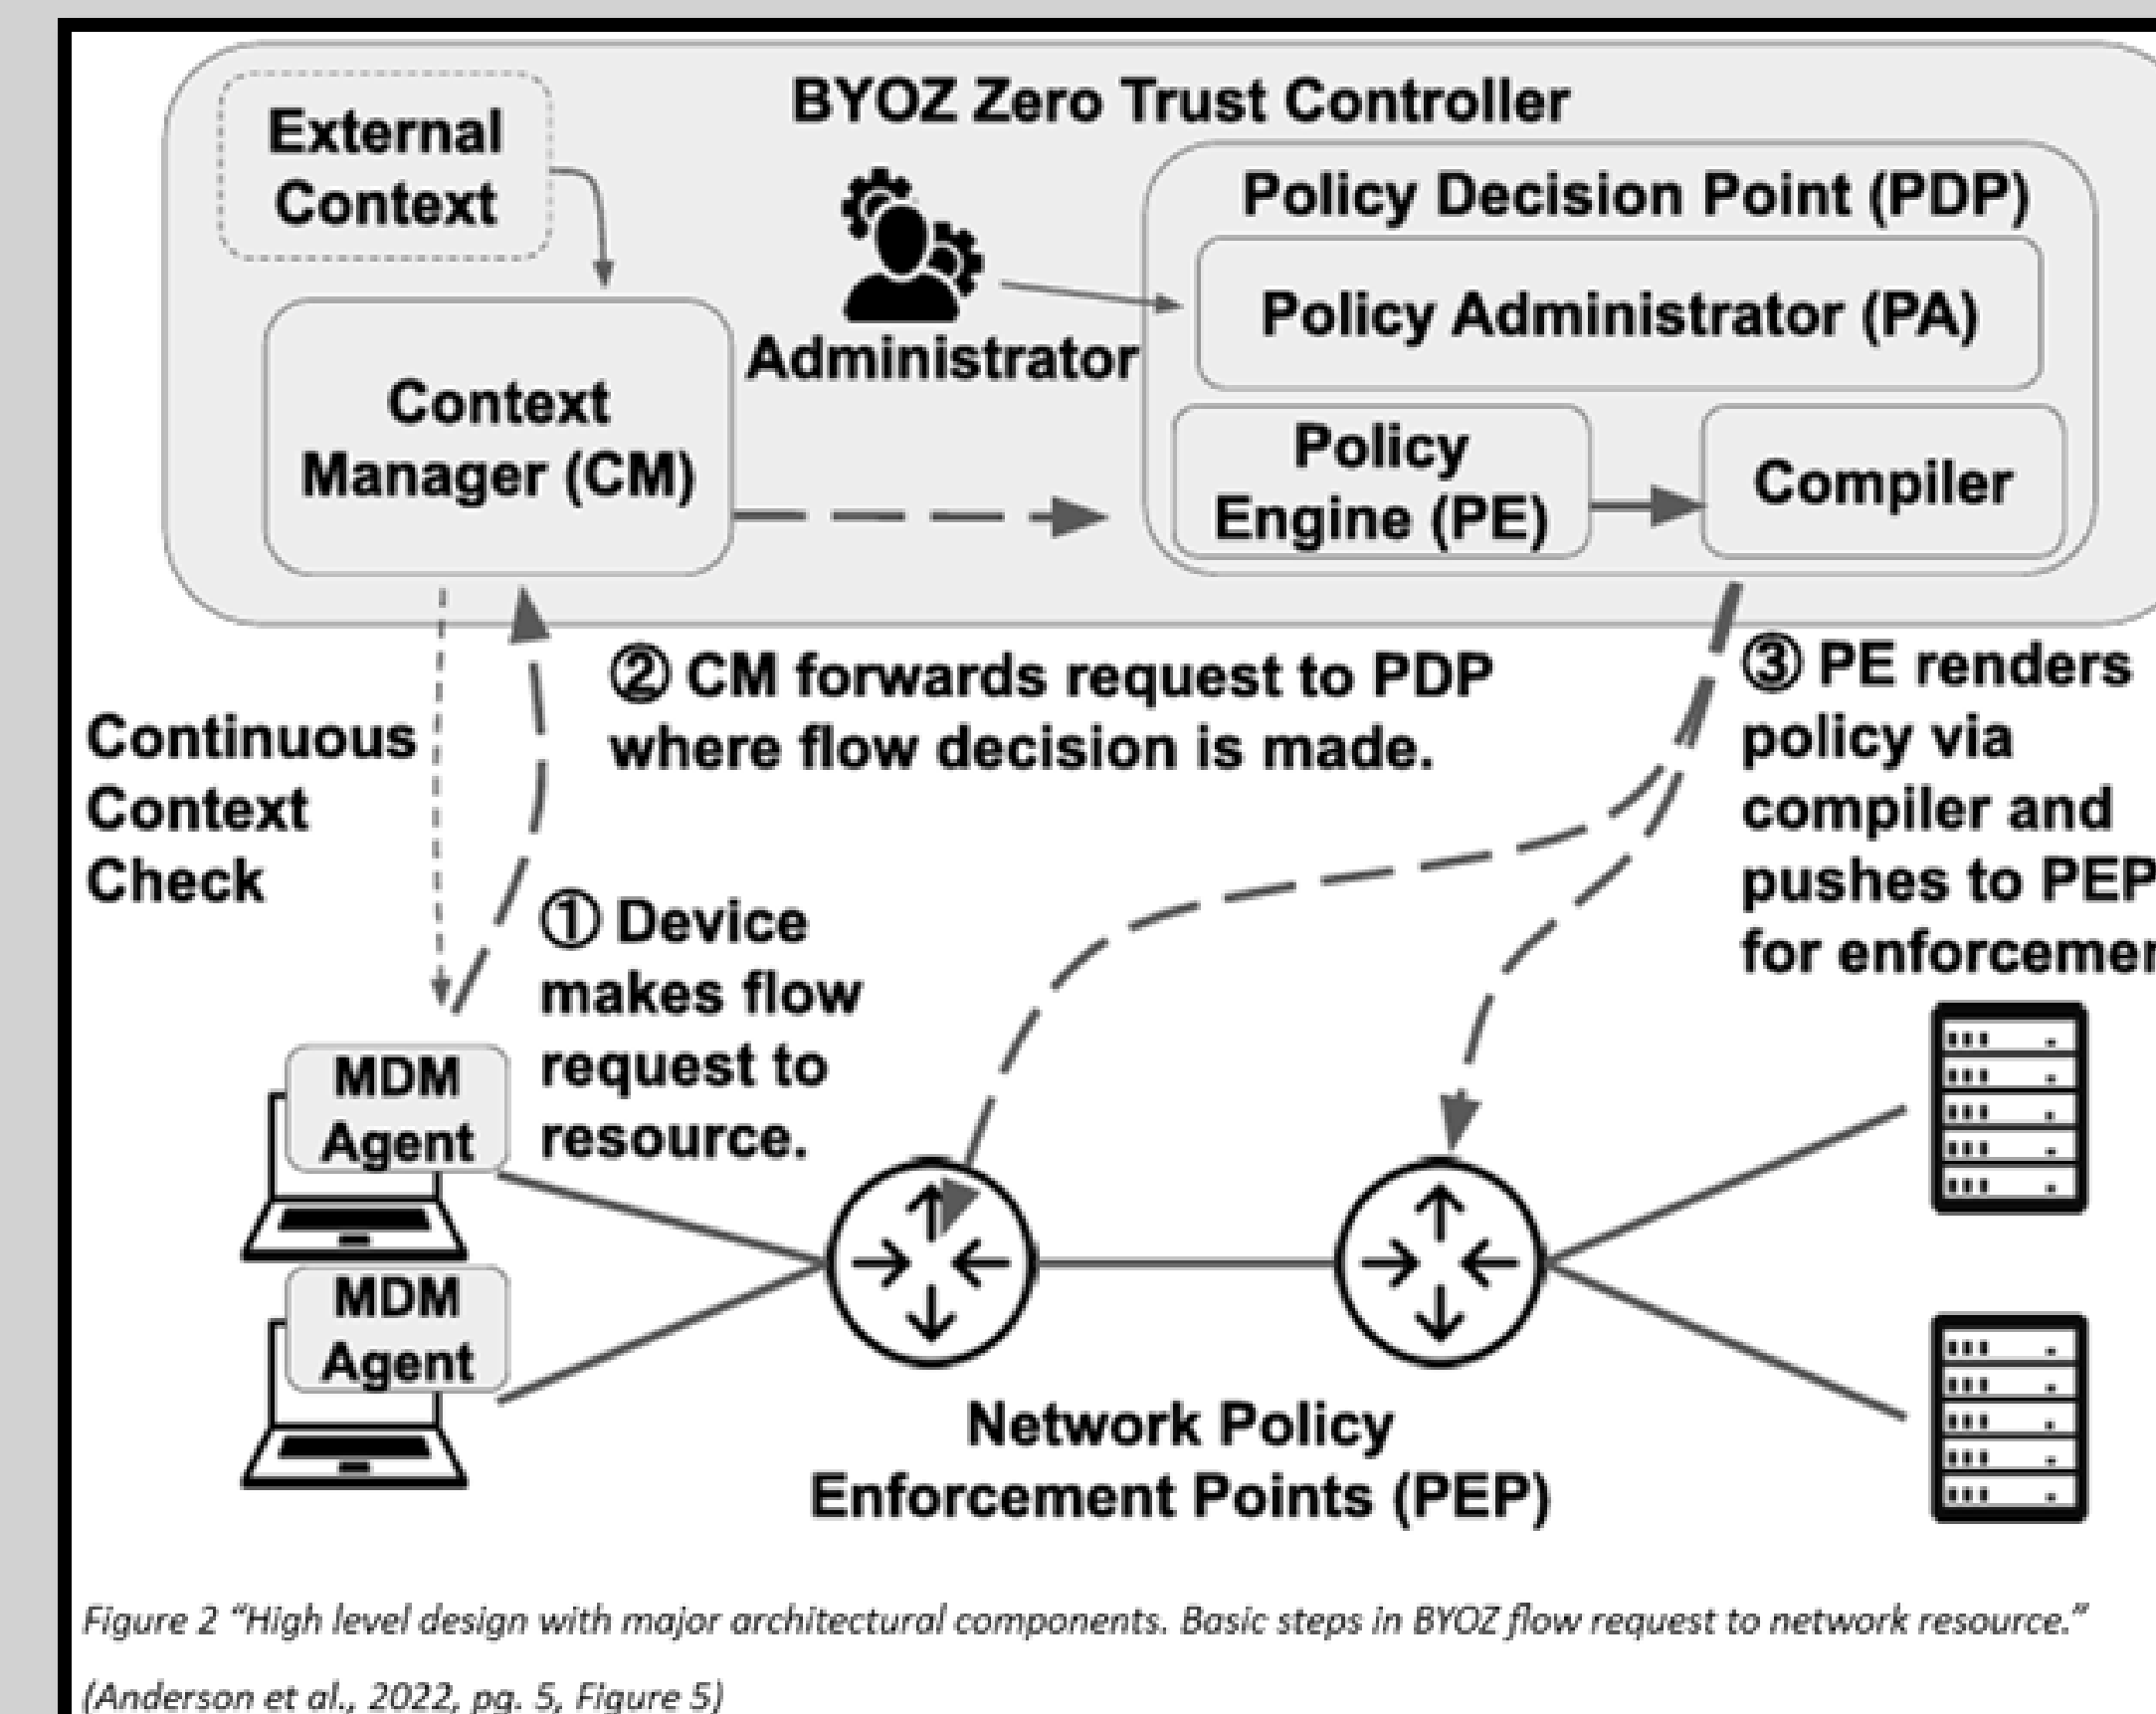 BYOZ Zero Trust Controller
External
Context
Policy Decision Point (PDP)
Policy Administrator (PA)
Administrator
Context
Manager (CM)
Policy
Engine (PE)
Compiler
② CM forwards request to PDP
where flow decision is made.
③ PE renders
policy via
compiler and
pushes to PEP
for
Continuous
Context
Check
① Device
makes flow
request to
resource.
MDM
Agent
MDM
Agent
Network Policy
Enforcement Points (PEP)
Figure 2 “High level design with major architectural components. Basic steps in BYOZ flow request to network resource.”
(Anderson et al., 2022, pg. 5, Figure 5)